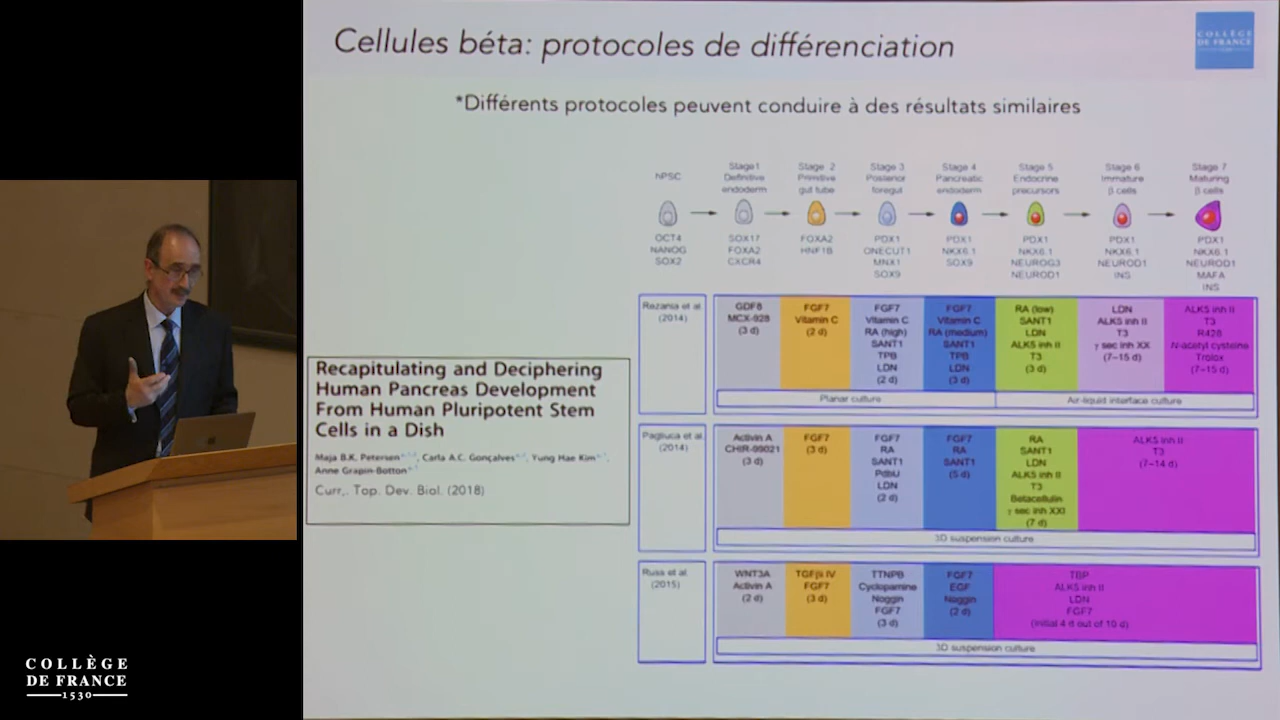 Cellules béta: protocoles de différenciation
COLLÈGE
DE FRANCE
1530
*Différents protocoles peuvent conduire à des résultats similaires
hPSC
Stage1
Definitive
endoderm
Stage 2
Primitive
gut tube
Stage 3
Posterior
foregut
Stage 4
Pancreatic
endoderm
Stage 5
Endocrine
precursors
Stage 6
Immature
β cells
Stage 7
Maturing
β cells
OCT4
NANOG
SOX2
SOX17
FOXA2
CXCR4
FOXA2
HNF1B
PDX1
ONECUT1
MNX1
SOX9
PDX1
NKX6.1
SOX9
PDX1
NKX6.1
NEUROG3
NEUROD1
PDX1
NKX6.1
NEUROD1
INS
PDX1
NKX6.1
NEUROD1
MAFA
INS
Rezania et al.
(2014)
GDF8
MCX-928
(3 d)
FGF7
Vitamin C
(2 d)
FGF7
Vitamin C
RA (high)
SANT1
TPB
LDN
(2 d)
FGF7
Vitamin C
RA (medium)
SANT1
TPB
LDN
(3 d)
RA (low)
SANT1
LDN
ALK5 inh II
T3
(3 d)
LDN
ALK5 inh II
T3
γ sec inh XX
(7–15 d)
ALK5 inh II
T3
R428
N-acetyl cysteine
Trolox
(7–15 d)
Planar culture
Air-liquid interface culture
Recapitulating and Deciphering
Human Pancreas Development
From Human Pluripotent Stem
Cells in a Dish
Maja B.K. Petersen, Carla A.C. Gonçalves, Yung Hae Kim,
Anne Grapin-Botton
Curr,. Top. Dev. Biol. (2018)
Pagliuca et al.
(2014)
Activin A
CHIR-99021
(3 d)
FGF7
(3 d)
FGF7
RA
SANT1
PdbU
LDN
(2 d)
FGF7
RA
SANT1
(5 d)
RA
SANT1
LDN
ALK5 inh II
T3
Betacellulin
γ sec inh XXI
(7 d)
ALK5 inh II
T3
(7–14 d)
3D suspension culture
Russ et al.
(2015)
WNT3A
Activin A
(2 d)
TGFβi IV
FGF7
(3 d)
TTNPB
Cyclopamine
Noggin
FGF7
(3 d)
FGF7
EGF
Noggin
(2 d)
TBP
ALK5 inh II
LDN
FGF7
(initial 4 d out of 10 d)
3D suspension culture
COLLÈGE
DE FRANCE
1530